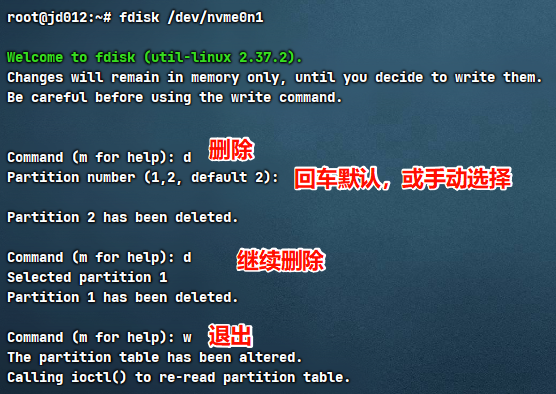 root@jd012:~# fdisk /dev/nvme0n1
Welcome to fdisk (util-linux 2.37.2).
Changes will remain in memory only, until you decide to write them.
Be careful before using the write command.
Command (m for help): d 删除
Partition number (1,2, default 2): 回车默认，或手动选择
Partition 2 has been deleted.
Command (m for help): d 继续删除
Selected partition 1
Partition 1 has been deleted.
Command (m for help): w 退出
The partition table has been altered.
Calling ioctl() to re-read partition table.